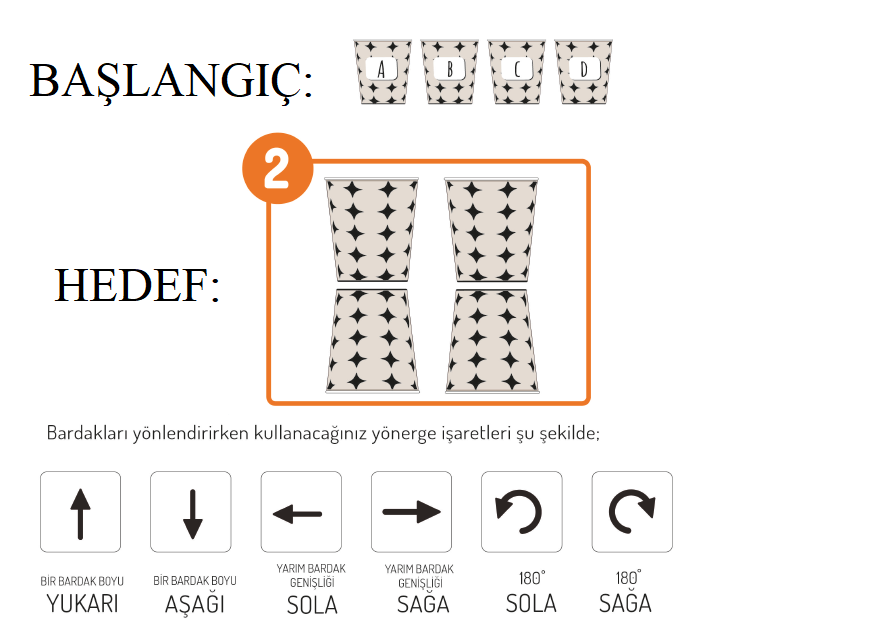 BAŞLANGIÇ:
A B C D
2
HEDEF:
Bardakları yönlendirirken kullanacağınız yönerge işaretleri şu şekilde;
BİR BARDAK BOYU
YUKARI
BİR BARDAK BOYU
AŞAĞI
YARIM BARDAK
GENİŞLİĞİ
SOLA
YARIM BARDAK
GENİŞLİĞİ
SAĞA
180°
SOLA
180°
SAĞA